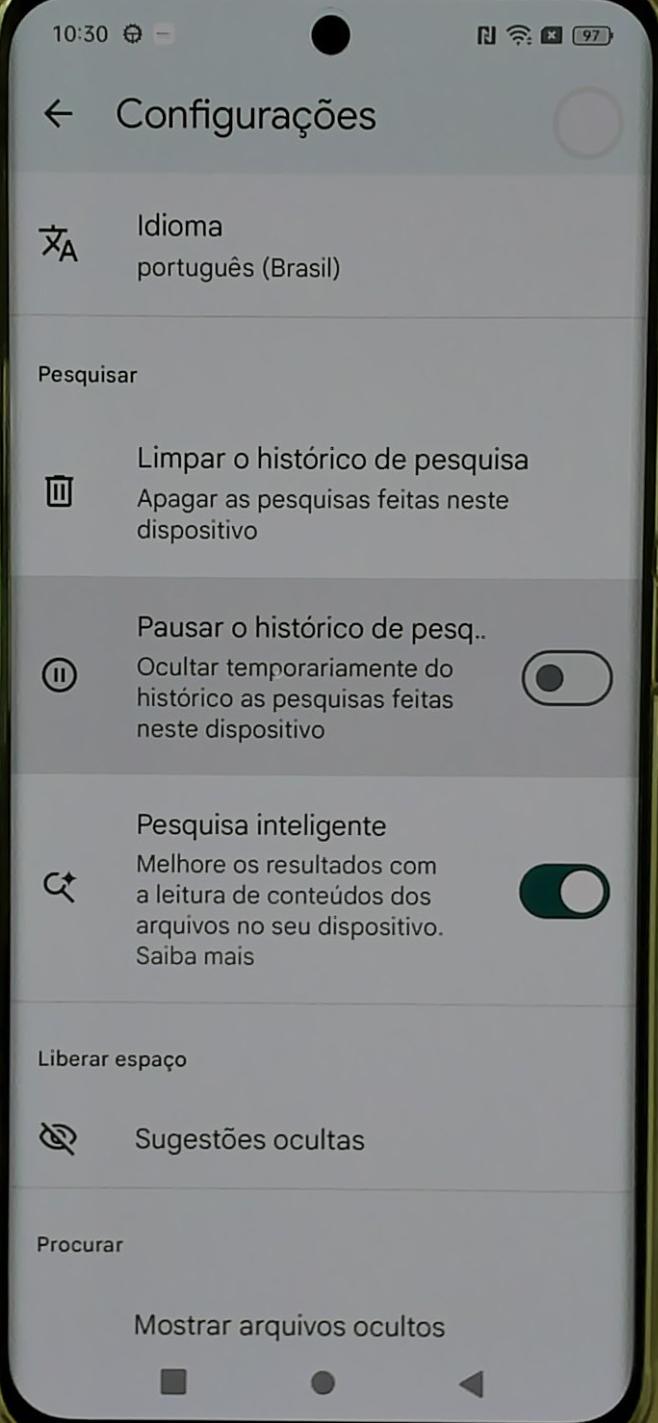 10:30
97
Configurações
Idioma
português (Brasil)
Pesquisar
Limpar o histórico de pesquisa
Apagar as pesquisas feitas neste
dispositivo
Pausar o histórico de pesq..
Ocultar temporariamente do
histórico as pesquisas feitas
neste dispositivo
Pesquisa inteligente
Melhore os resultados com
a leitura de conteúdos dos
arquivos no seu dispositivo.
Saiba mais
Liberar espaço
Sugestões ocultas
Procurar
Mostrar arquivos ocultos